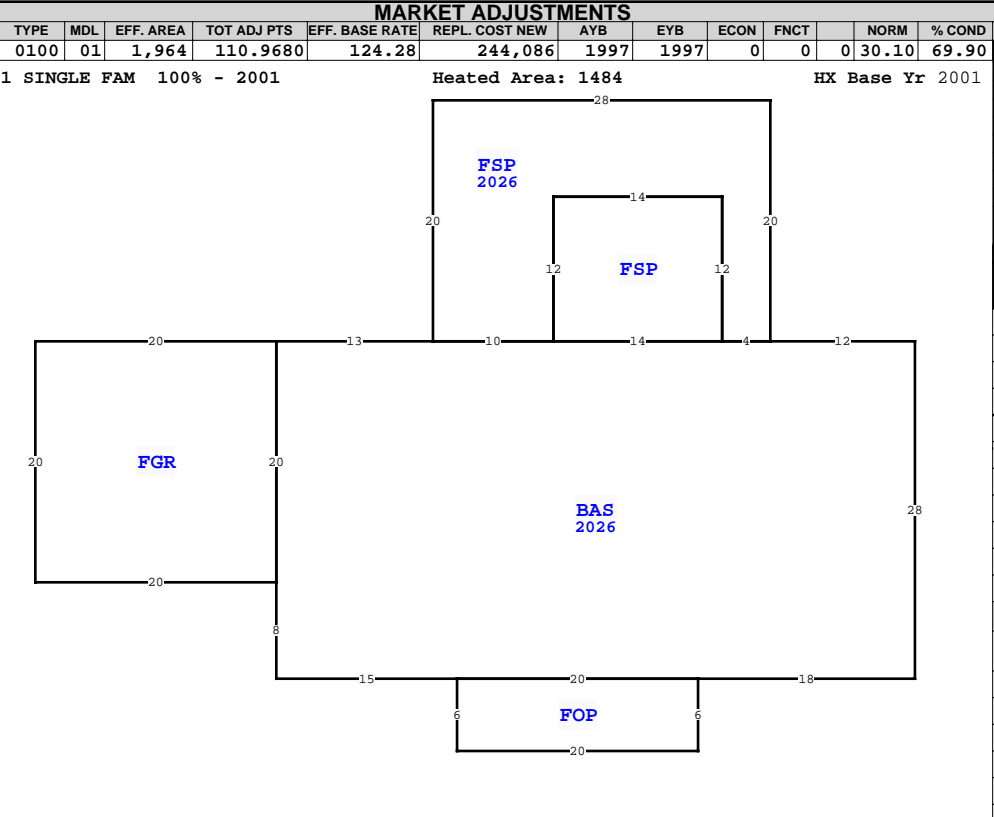 MARKET ADJUSTMENTS
TYPE MDL EFF. AREA TOT ADJ PTS EFF. BASE RATE REPL. COST NEW AYB EYB ECON FNCT NORM % COND
0100 01 1,964 110.9680 124.28 244,086 1997 1997 0 0 0 30.10 69.90
1 SINGLE FAM 100% - 2001 Heated Area: 1484 HX Base Yr 2001
28
FSP
2026
14
20 20
12 FSP 12
20 13 10 14 4 12
20 FGR 20
BAS
2026
28
20
8
15 20 18
6 FOP 6
20